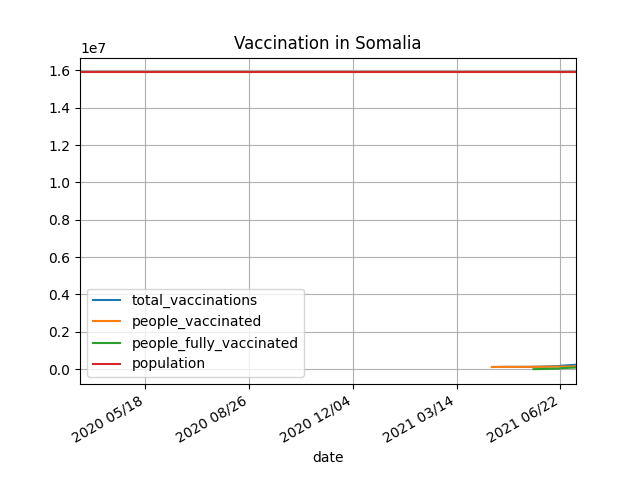 Vaccination in Somalia
1e7
1.6
1.4
1.2
1.0
0.8
0.6
0.4
0.2
0.0
total_vaccinations
people_vaccinated
people_fully_vaccinated
population
2020 05/18
2020 08/26
2020 12/04
2021 03/14
2021 06/22
date